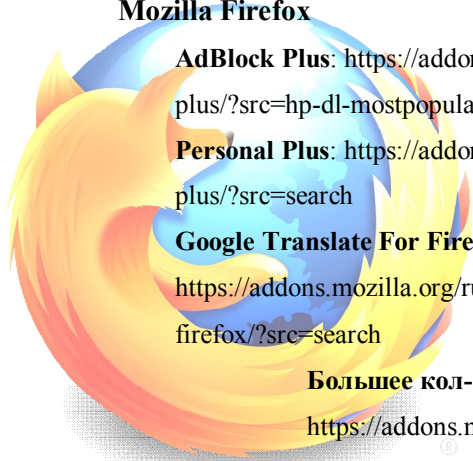 Mozilla Firefox
AdBlock Plus: https://addo
plus/?src=hp-dl-mostpopula
Personal Plus: https://addo
plus/?src=search
Google Translate For Fire
https://addons.mozilla.org/r
firefox/?src=search
Большее кол-
https://addons.
®